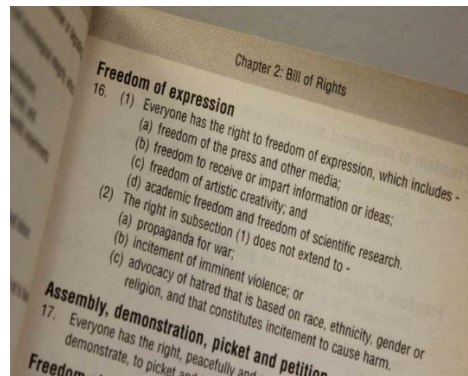 Chapter 2: Bill of Rights
Freedom of expression
16. (1) Everyone has the right to freedom of expression, which includes -
(a) freedom of the press and other media;
(b) freedom to receive or impart information or ideas;
(c) freedom of artistic creativity; and
(d) academic freedom and freedom of scientific research.
(2) The right in subsection (1) does not extend to -
(a) propaganda for war;
(b) incitement of imminent violence; or
(c) advocacy of hatred that is based on race, ethnicity, gender or
religion, and that constitutes incitement to cause harm.
Assembly, demonstration, picket and petition
17. Everyone has the right, peacefully and
demonstrate, to picket and
Freedom